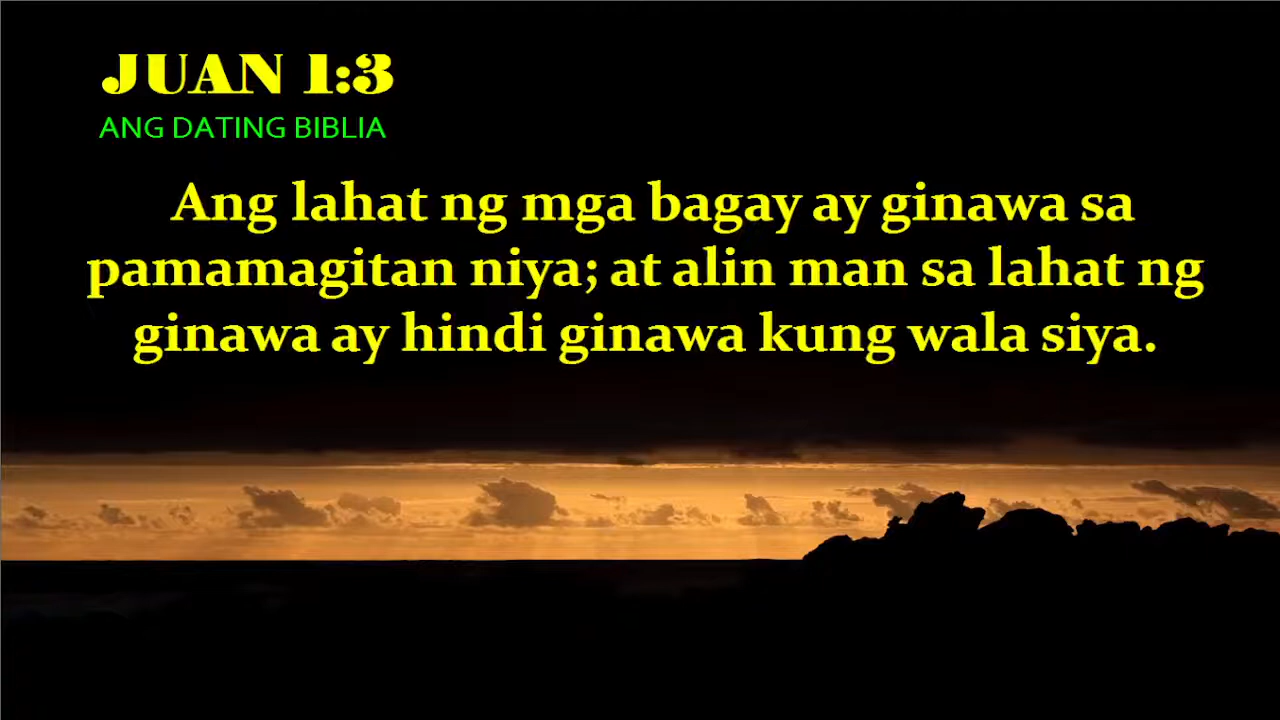 JUAN 1:3
ANG DATING BIBLIA
Ang lahat ng mga bagay ay ginawa sa
pamamagitan niya; at alin man sa lahat ng
ginawa ay hindi ginawa kung wala siya.